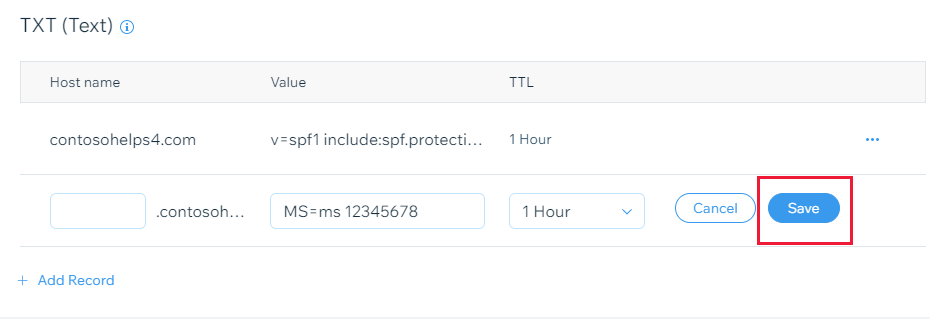 TXT (Text)
Host name Value TTL
contosohelps4.com v=spf1 include:spf.protecti... 1 Hour
.contosoh... MS=ms 12345678 1 Hour Cancel Save
+ Add Record